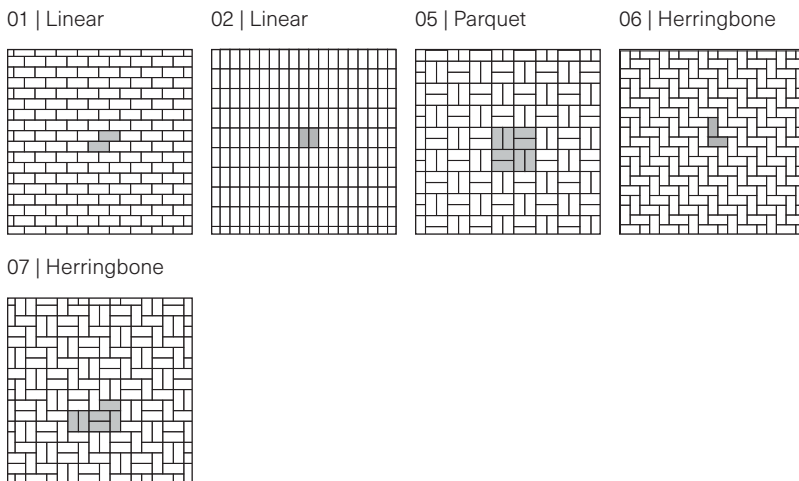 01 | Linear
02 | Linear
05 | Parquet
06 | Herringbone
07 | Herringbone